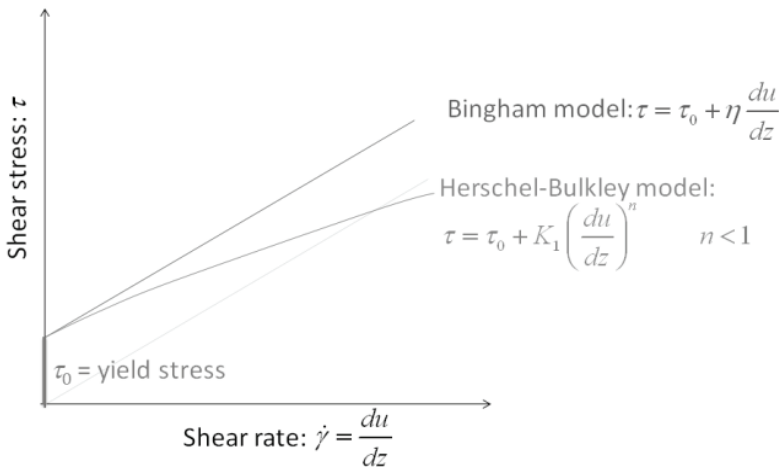 Shear stress: τ
Bingham model: τ = τ₀ + η du/dz
Herschel-Bulkley model:
τ = τ₀ + K₁ (du/dz)ⁿ n < 1
τ₀ = yield stress
Shear rate: γ̇ = du/dz